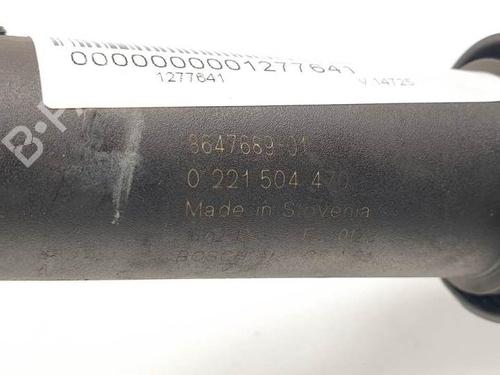 0000000001277641
1277641
V 14725
8647689-01
0 221 504 470
Made in Slovenia
BOSCH